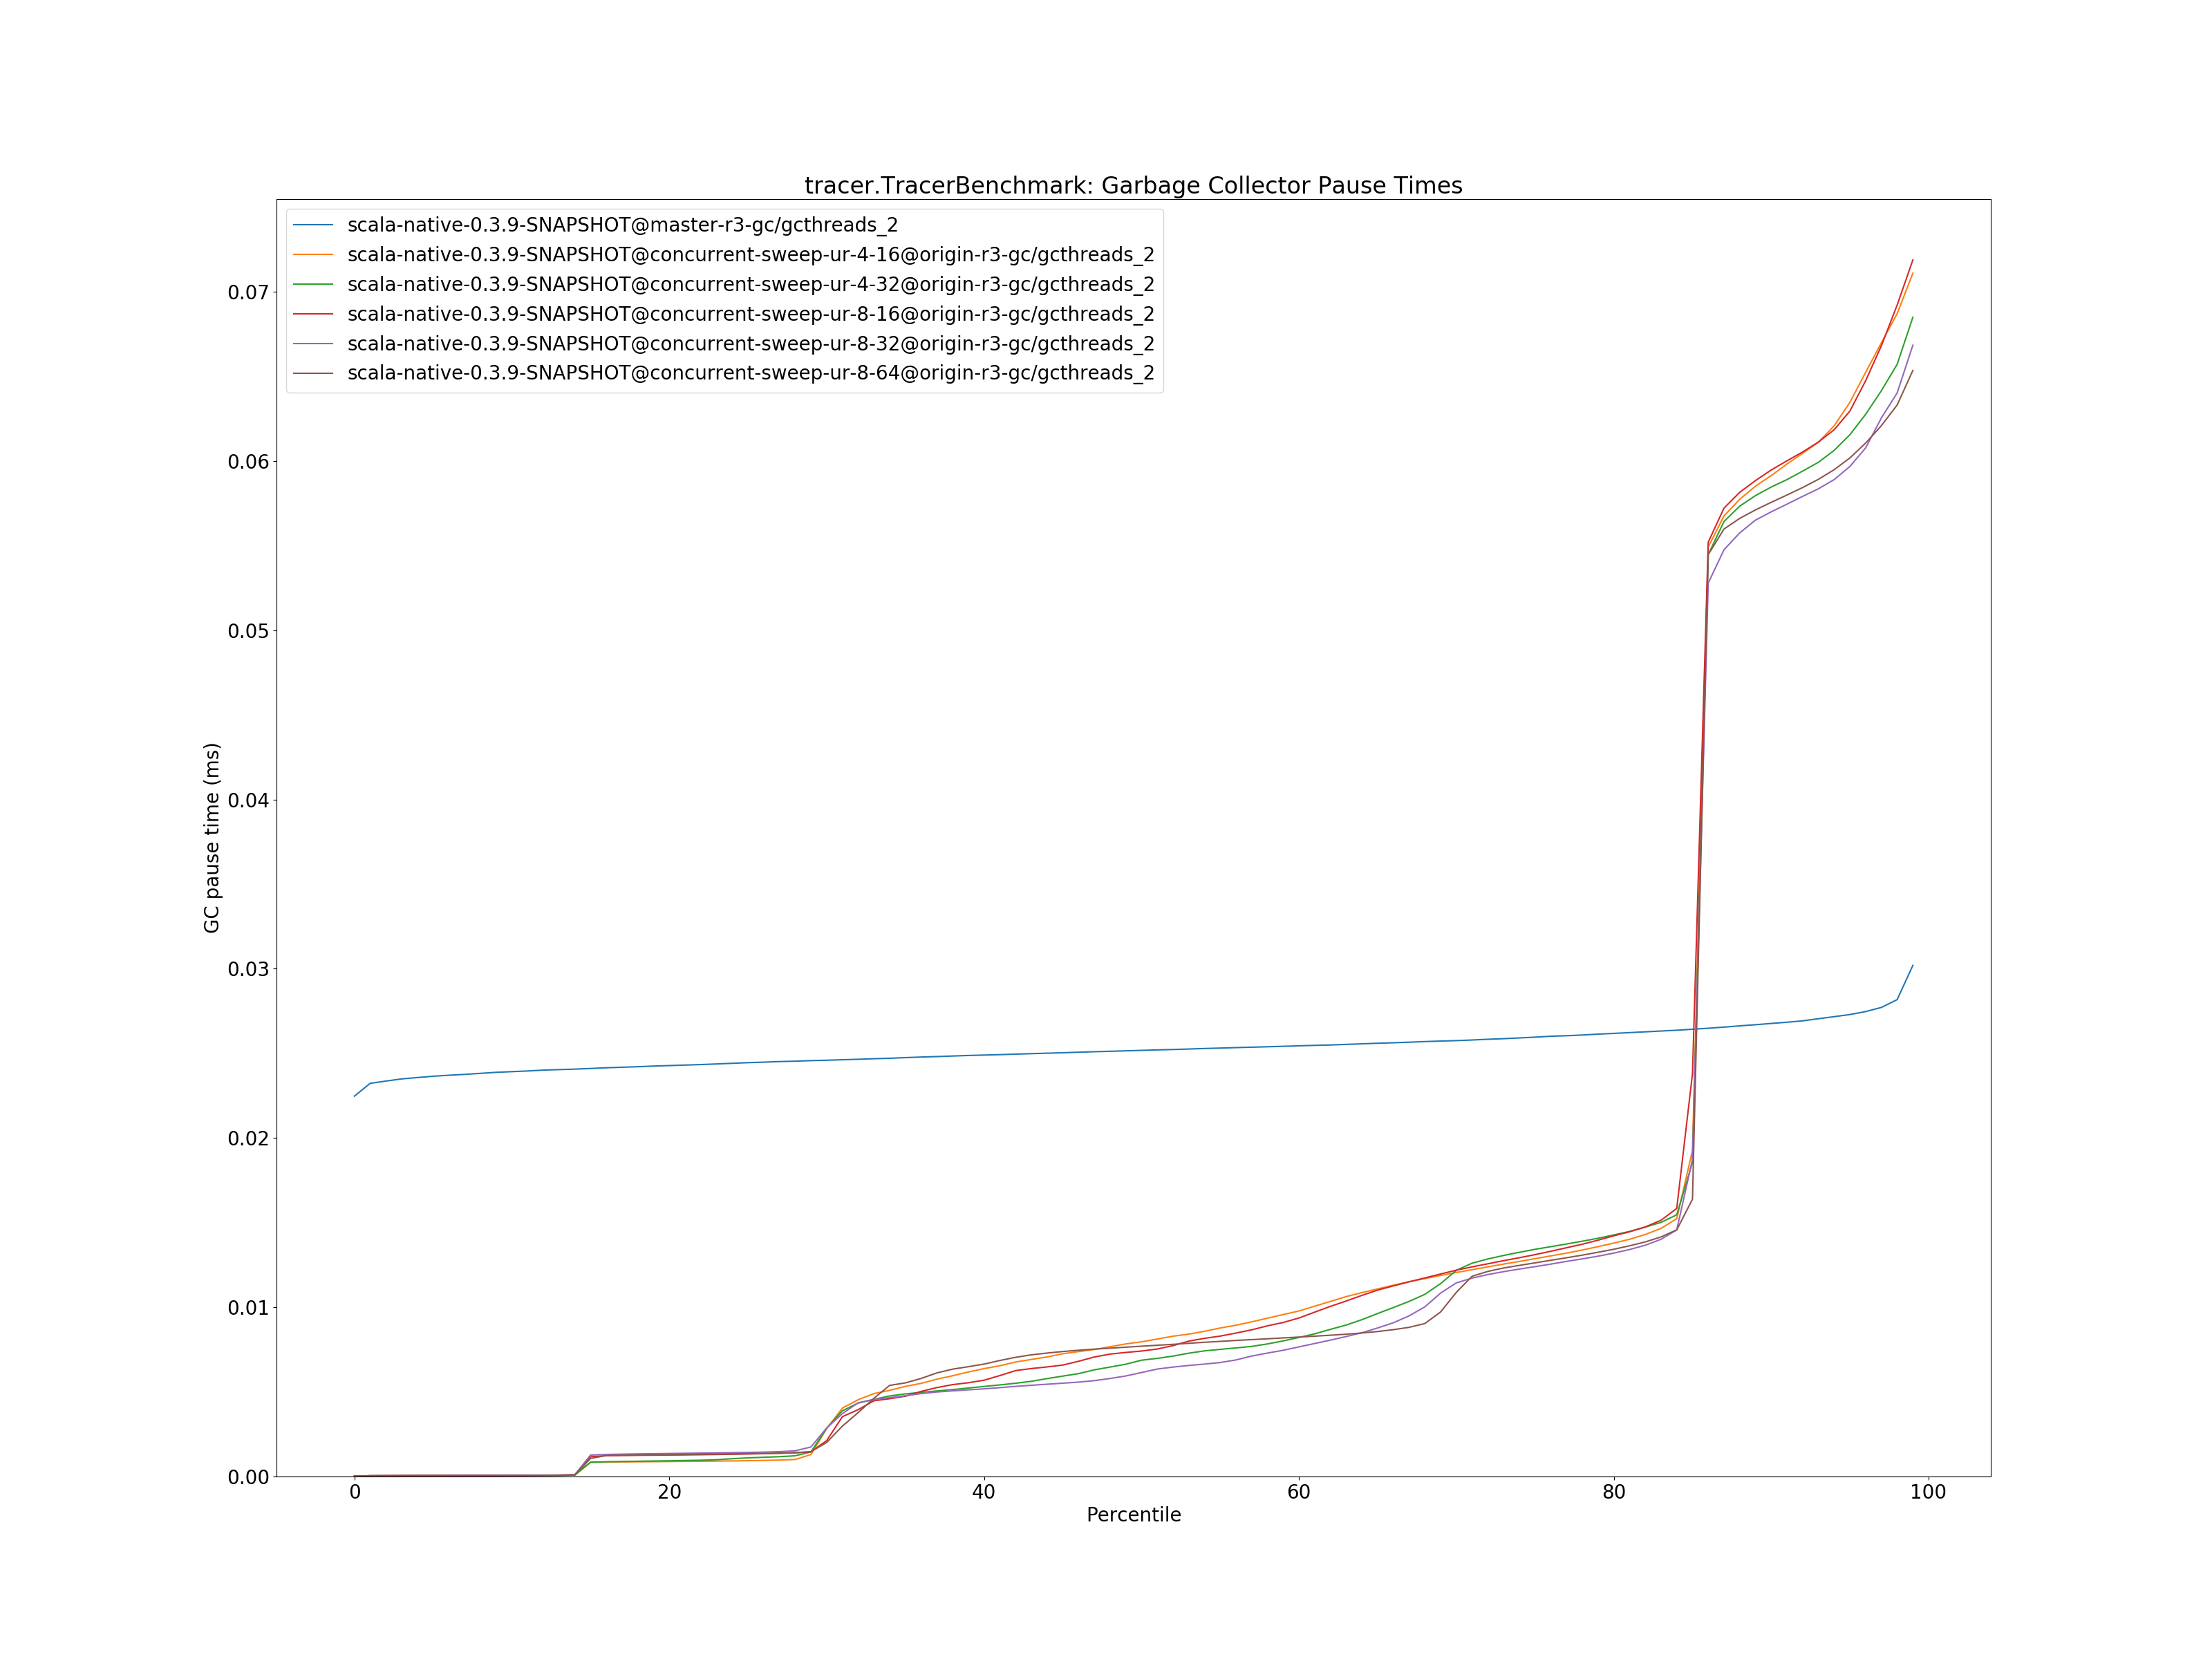 tracer.TracerBenchmark: Garbage Collector Pause Times
scala-native-0.3.9-SNAPSHOT@master-r3-gc/gcthreads_2
scala-native-0.3.9-SNAPSHOT@concurrent-sweep-ur-4-16@origin-r3-gc/gcthreads_2
scala-native-0.3.9-SNAPSHOT@concurrent-sweep-ur-4-32@origin-r3-gc/gcthreads_2
scala-native-0.3.9-SNAPSHOT@concurrent-sweep-ur-8-16@origin-r3-gc/gcthreads_2
scala-native-0.3.9-SNAPSHOT@concurrent-sweep-ur-8-32@origin-r3-gc/gcthreads_2
scala-native-0.3.9-SNAPSHOT@concurrent-sweep-ur-8-64@origin-r3-gc/gcthreads_2
GC pause time (ms)
0.07
0.06
0.05
0.04
0.03
0.02
0.01
0.00
0 20 40 60 80 100
Percentile